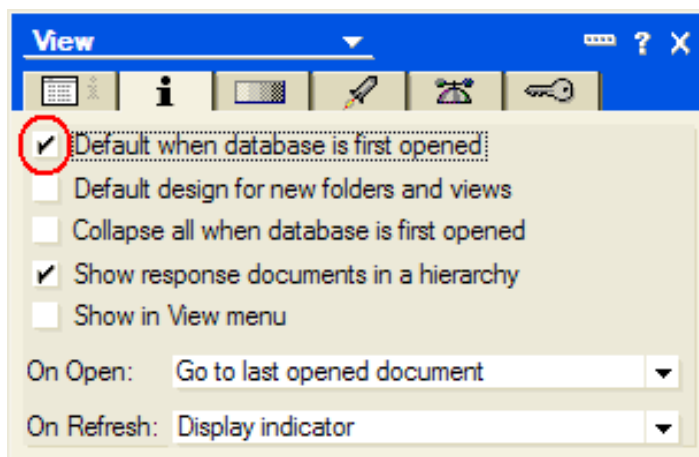 View ? X
i
Default when database is first opened
Default design for new folders and views
Collapse all when database is first opened
Show response documents in a hierarchy
Show in View menu
On Open: Go to last opened document
On Refresh: Display indicator